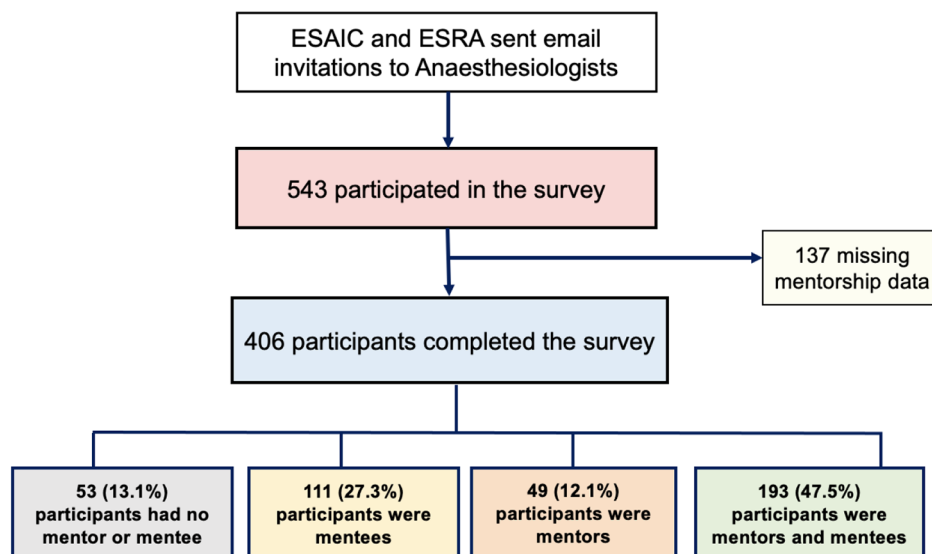 ESAIC and ESRA sent email
invitations to Anaesthesiologists
543 participated in the survey
137 missing
mentorship data
406 participants completed the survey
53 (13.1%)
participants had no
mentor or mentee
111 (27.3%)
participants were
mentees
49 (12.1%)
participants were
mentors
193 (47.5%)
participants were
mentors and mentees